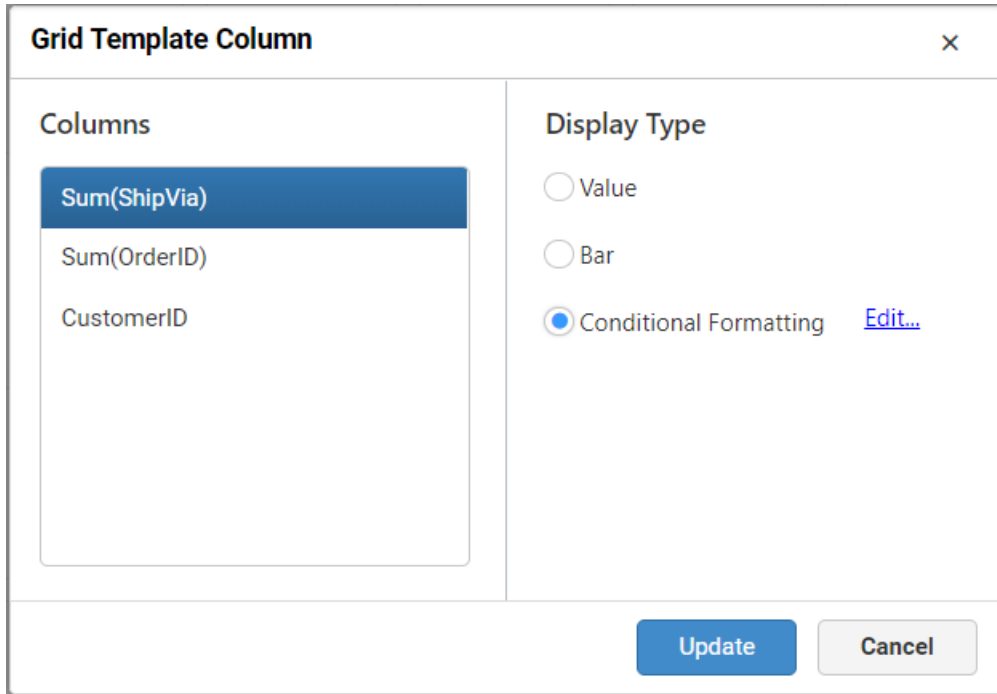 Grid Template Column
×
Columns
Sum(ShipVia)
Sum(OrderID)
CustomerID
Display Type
Value
Bar
Conditional Formatting Edit...
Update Cancel